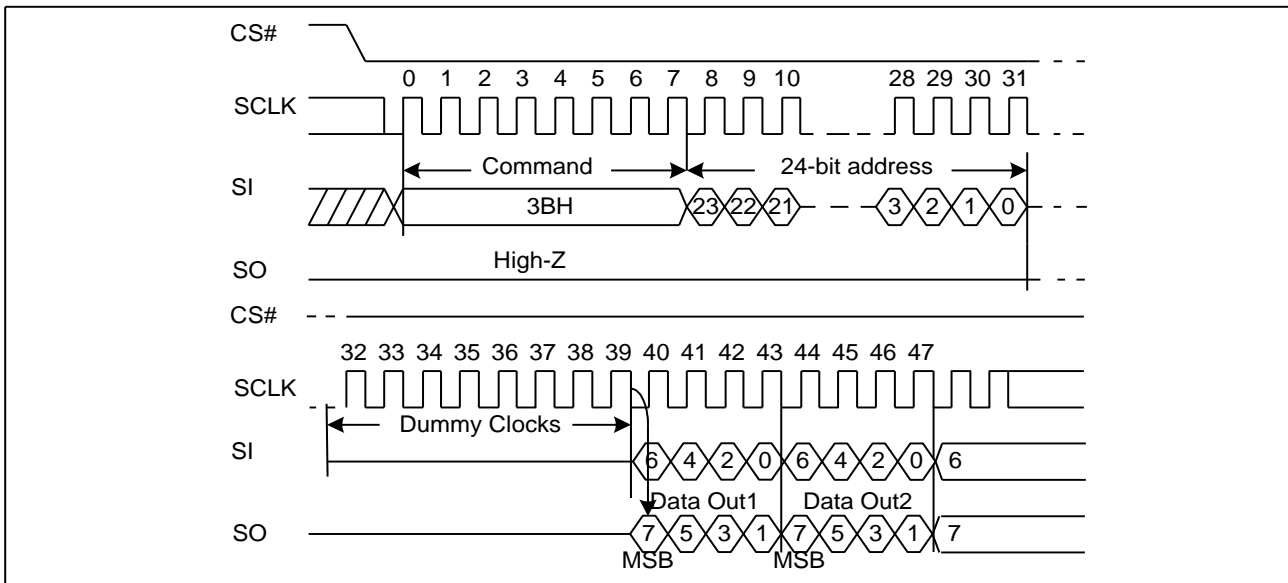 CS#
0 1 2 3 4 5 6 7 8 9 10 28 29 30 31
SCLK
Command 24-bit address
SI
3BH 23 22 21 3 2 1 0
High-Z
SO
CS#
32 33 34 35 36 37 38 39 40 41 42 43 44 45 46 47
SCLK
Dummy Clocks
SI
6 4 2 0 6 4 2 0 6
Data Out1 Data Out2
SO
7 5 3 1 7 5 3 1 7
MSB MSB